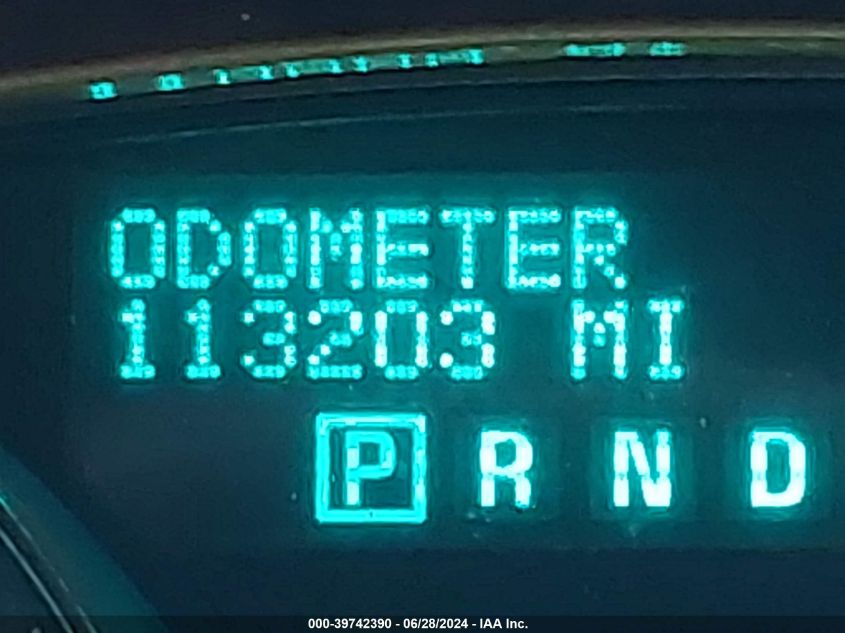 ODOMETER
113203 MI
P R N D
000-39742390 - 06/28/2024 - IAA Inc.